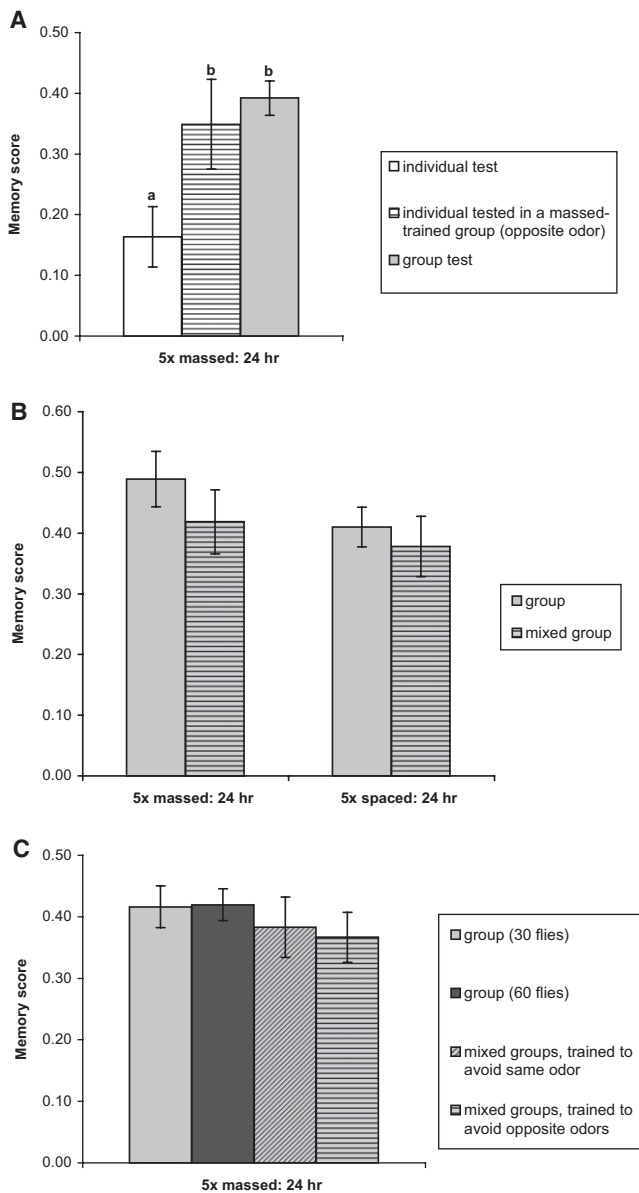 A
0.50
0.40
0.30
0.20
0.10
0.00
Memory score
a
b
b
5x massed: 24 hr
individual test
individual tested in a massed-
trained group (opposite odor)
group test
B
0.60
0.50
0.40
0.30
0.20
0.10
0.00
Memory score
5x massed: 24 hr
5x spaced: 24 hr
group
mixed group
C
0.50
0.40
0.30
0.20
0.10
0.00
Memory score
5x massed: 24 hr
group (30 flies)
group (60 flies)
mixed groups, trained to
avoid same odor
mixed groups, trained to
avoid opposite odors